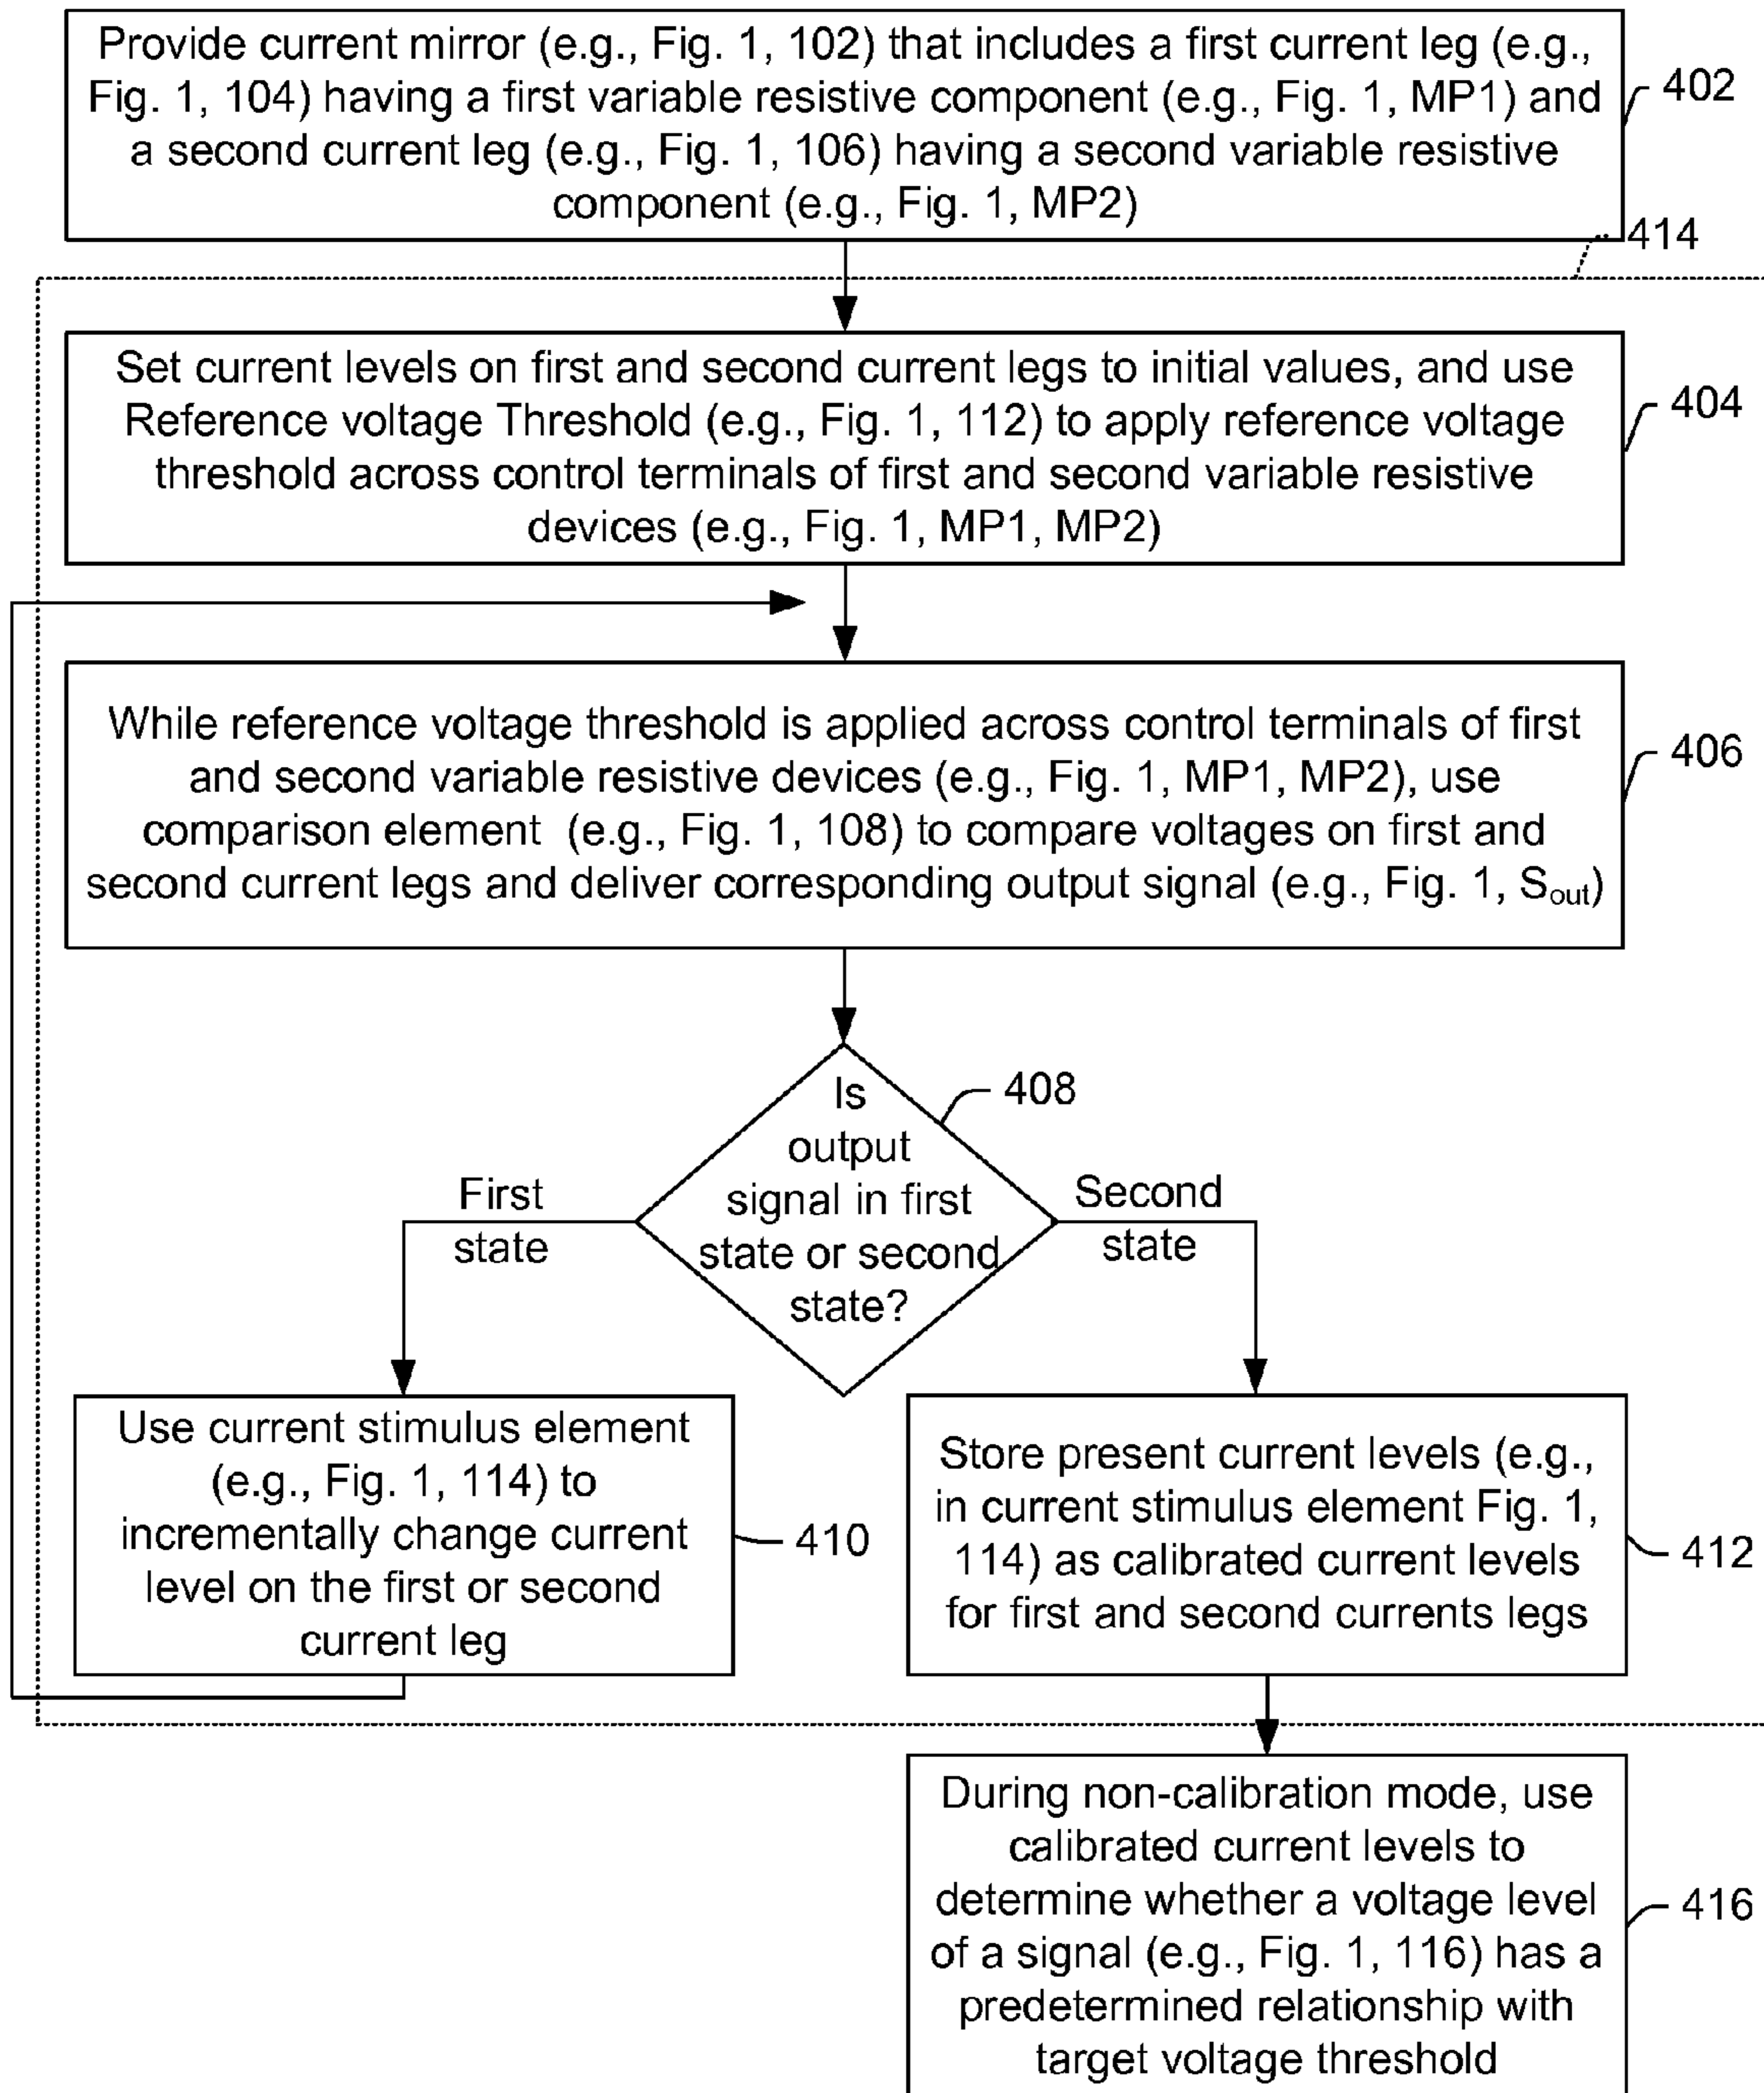 Provide current mirror (e.g., Fig. 1, 102) that includes a first current leg (e.g.,
Fig. 1, 104) having a first variable resistive component (e.g., Fig. 1, MP1) and
a second current leg (e.g., Fig. 1, 106) having a second variable resistive
component (e.g., Fig. 1, MP2)
402
414
Set current levels on first and second current legs to initial values, and use
Reference voltage Threshold (e.g., Fig. 1, 112) to apply reference voltage
threshold across control terminals of first and second variable resistive
devices (e.g., Fig. 1, MP1, MP2)
404
While reference voltage threshold is applied across control terminals of first
and second variable resistive devices (e.g., Fig. 1, MP1, MP2), use
comparison element (e.g., Fig. 1, 108) to compare voltages on first and
second current legs and deliver corresponding output signal (e.g., Fig. 1, Sout)
406
Is
output
signal in first
state or second
state?
408
First
state
Second
state
Use current stimulus element
(e.g., Fig. 1, 114) to
incrementally change current
level on the first or second
current leg
410
Store present current levels (e.g.,
in current stimulus element Fig. 1,
114) as calibrated current levels
for first and second currents legs
412
During non-calibration mode, use
calibrated current levels to
determine whether a voltage level
of a signal (e.g., Fig. 1, 116) has a
predetermined relationship with
target voltage threshold
416